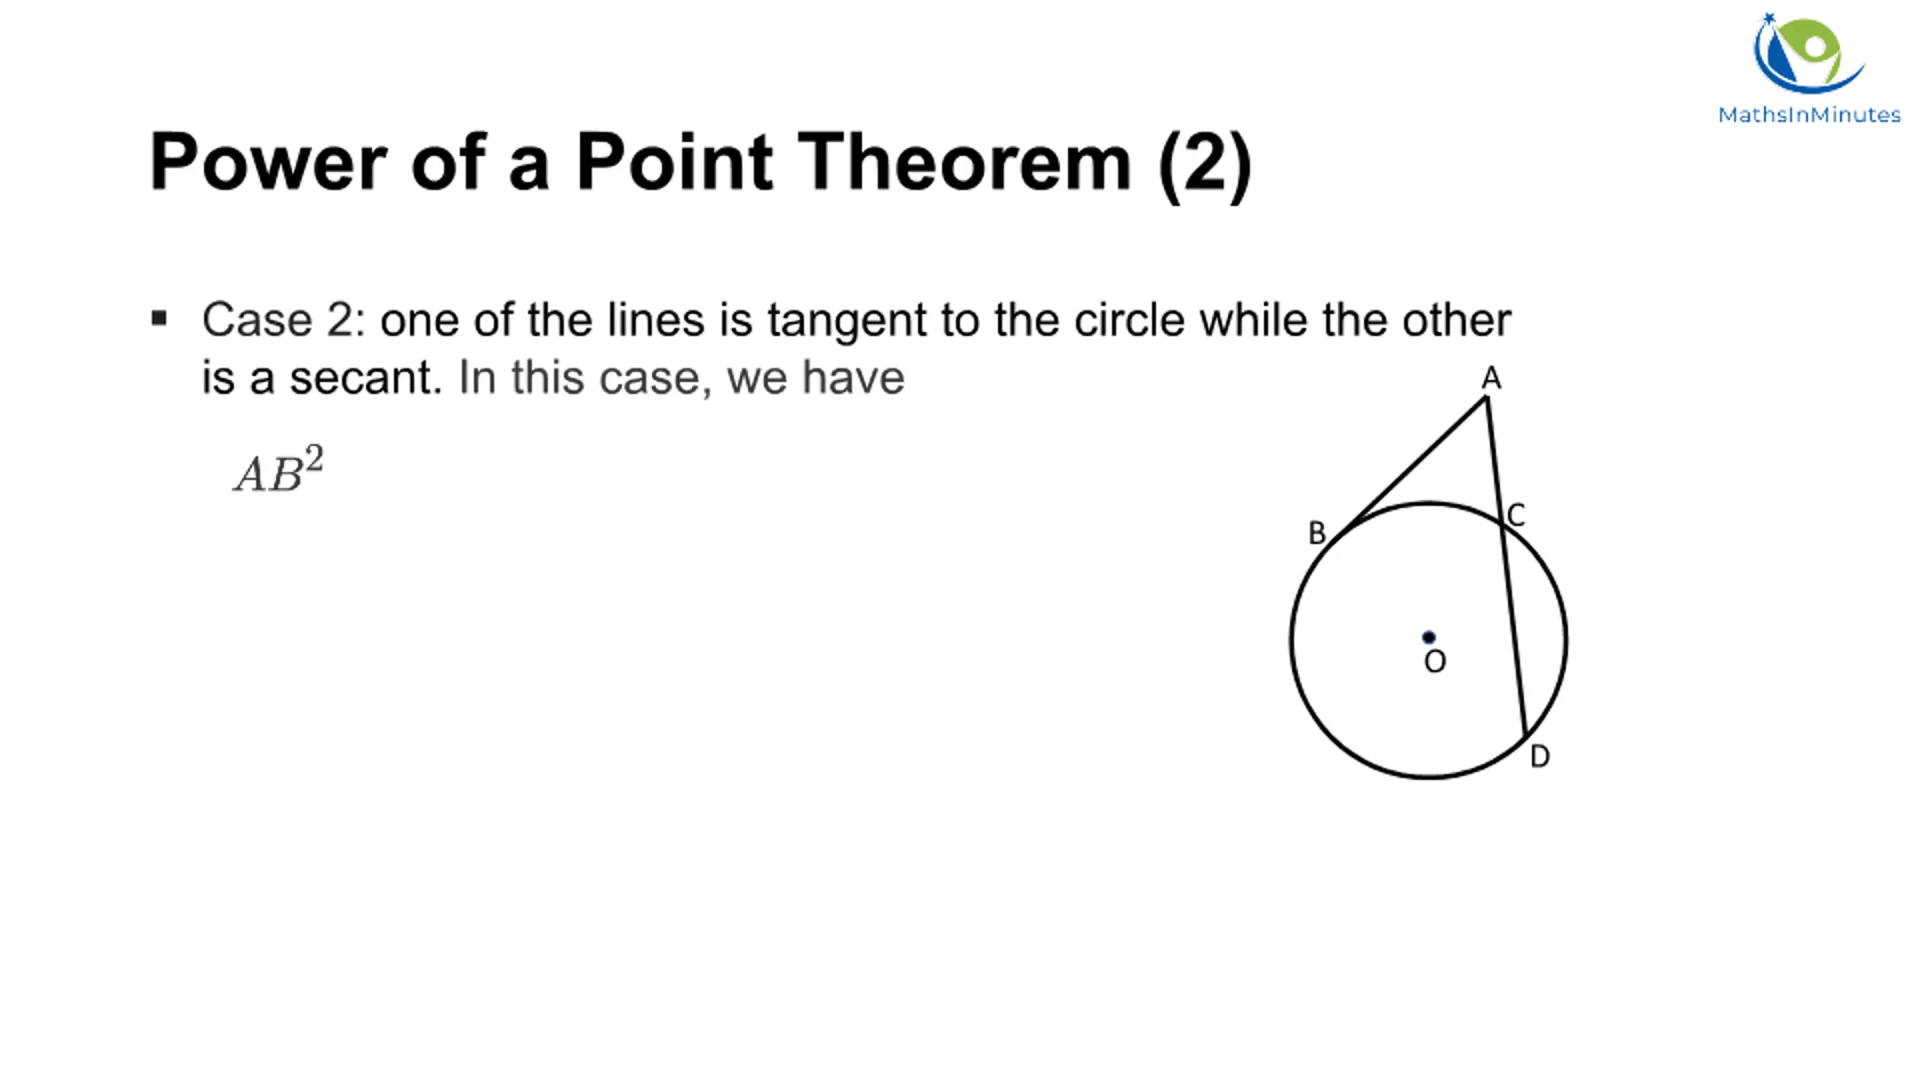 MathsInMinutes
Power of a Point Theorem (2)
▪ Case 2: one of the lines is tangent to the circle while the other
is a secant. In this case, we have
A
AB²
C
B
O
D